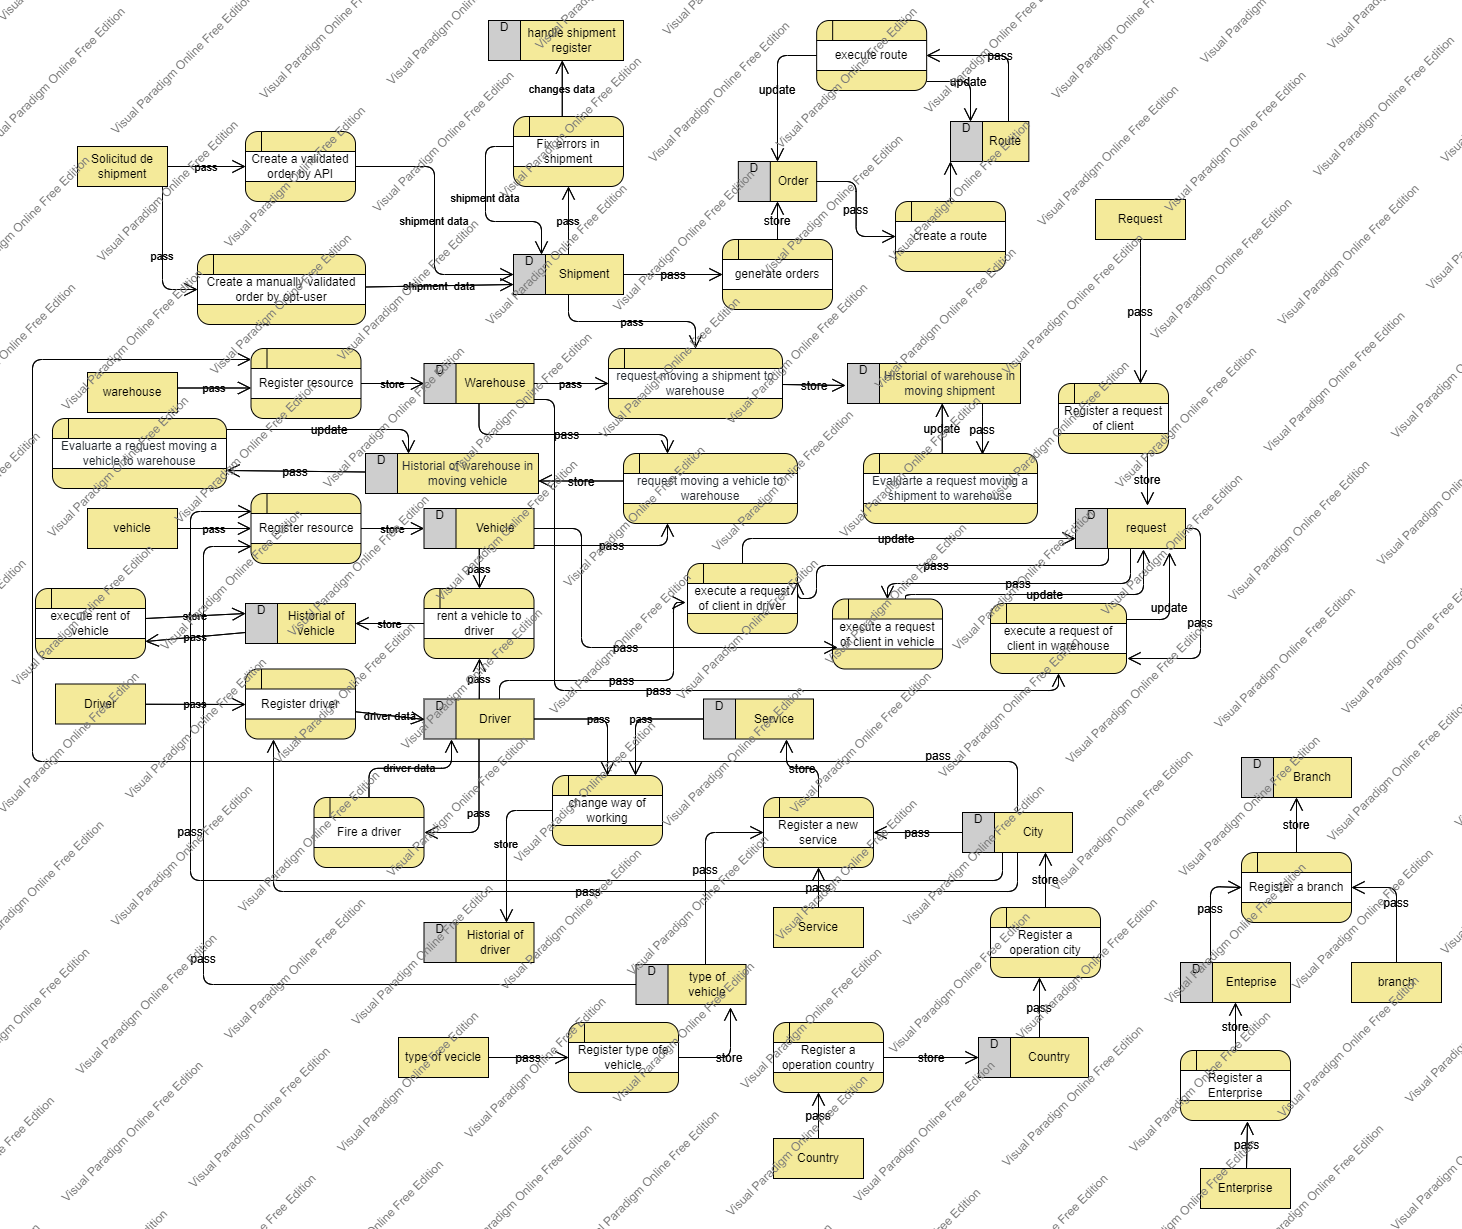 D
handle shipment
register
changes data
Fix errors in
shipment
shipment data
pass
Solicitud de
shipment
pass
Create a validated
order by API
shipment data
pass
Create a manually validated
order by opt-user
shipment data
D
Shipment
pass
generate orders
store
D
Order
update
execute route
pass
update
D
Route
pass
create a route
Request
pass
pass
warehouse
pass
Register resource
store
D
Warehouse
pass
request moving a shipment to
warehouse
store
D
Historial of warehouse in
moving shipment
Register a request
of client
Evaluarte a request moving a
vehicle to warehouse
update
pass
D
Historial of warehouse in
moving vehicle
store
pass
request moving a vehicle to
warehouse
update
pass
Evaluarte a request moving a
shipment to warehouse
store
D
request
vehicle
pass
Register resource
store
D
Vehicle
pass
update
pass
pass
execute a request
of client in driver
pass
update
update
pass
execute rent of
vehicle
store
pass
D
Historial of
vehicle
store
rent a vehicle to
driver
pass
execute a request
of client in vehicle
execute a request of
client in warehouse
pass
pass
pass
Driver
pass
Register driver
driver data
D
Driver
pass
pass
D
Service
driver data
pass
store
pass
Fire a driver
pass
change way of
working
store
Register a new
service
pass
D
City
pass
pass
pass
pass
store
Service
D
Historial of
driver
Register a
operation city
pass
D
type of
vehicle
pass
type of vecicle
pass
Register type ofe
vehicle
store
Register a
operation country
store
D
Country
pass
Country
D
Branch
store
Register a branch
pass
pass
D
Enteprise
branch
store
Register a
Enterprise
pass
Enterprise
Visual Paradigm Online Free Edition